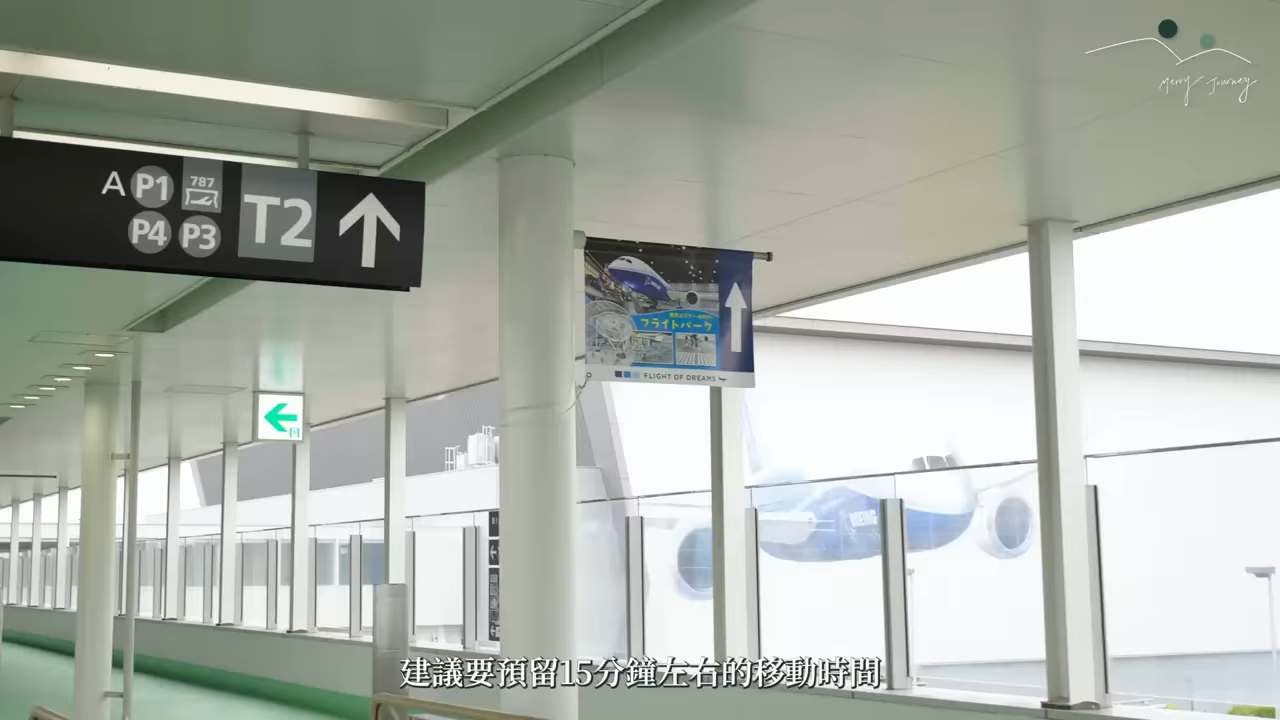 Merry Journey
A P1 787 T2
P4 P3
フライトパーク
FLIGHT OF DREAMS
BOEING
建議要預留15分鐘左右的移動時間